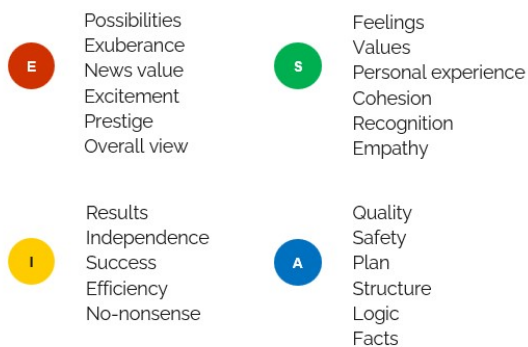 E
Possibilities
Exuberance
News value
Excitement
Prestige
Overall view
S
Feelings
Values
Personal experience
Cohesion
Recognition
Empathy
I
Results
Independence
Success
Efficiency
No-nonsense
A
Quality
Safety
Plan
Structure
Logic
Facts